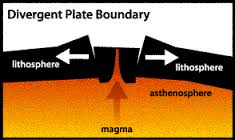 Divergent Plate Boundary
lithosphere
lithosphere
asthenosphere
magma